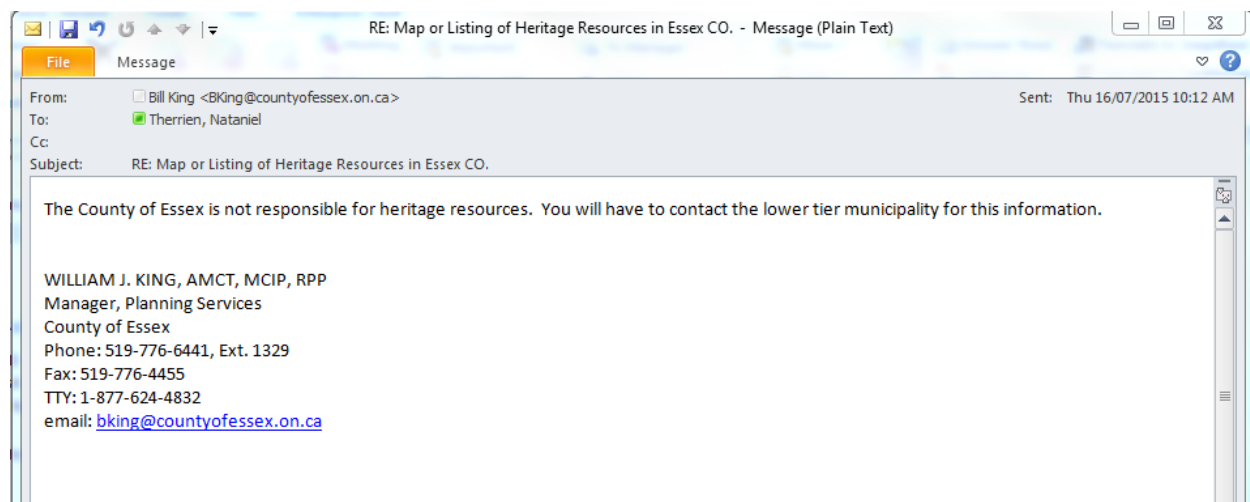 RE: Map or Listing of Heritage Resources in Essex CO. - Message (Plain Text)
File Message
From: Bill King <BKing@countyofessex.on.ca> Sent: Thu 16/07/2015 10:12 AM
To: Therrien, Nataniel
Cc:
Subject: RE: Map or Listing of Heritage Resources in Essex CO.
The County of Essex is not responsible for heritage resources. You will have to contact the lower tier municipality for this information.
WILLIAM J. KING, AMCT, MCIP, RPP
Manager, Planning Services
County of Essex
Phone: 519-776-6441, Ext. 1329
Fax: 519-776-4455
TTY: 1-877-624-4832
email: bking@countyofessex.on.ca